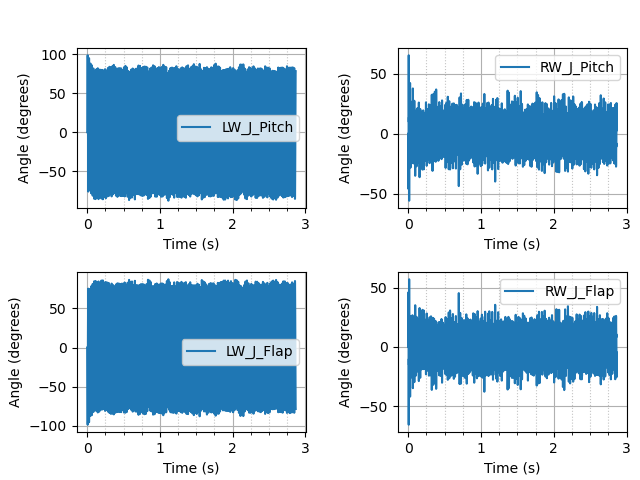 100
50
0
−50
Angle (degrees)
LW_J_Pitch
0 1 2 3
Time (s)
50
0
−50
Angle (degrees)
RW_J_Pitch
0 1 2 3
Time (s)
50
0
−50
−100
Angle (degrees)
LW_J_Flap
0 1 2 3
Time (s)
50
0
−50
Angle (degrees)
RW_J_Flap
0 1 2 3
Time (s)